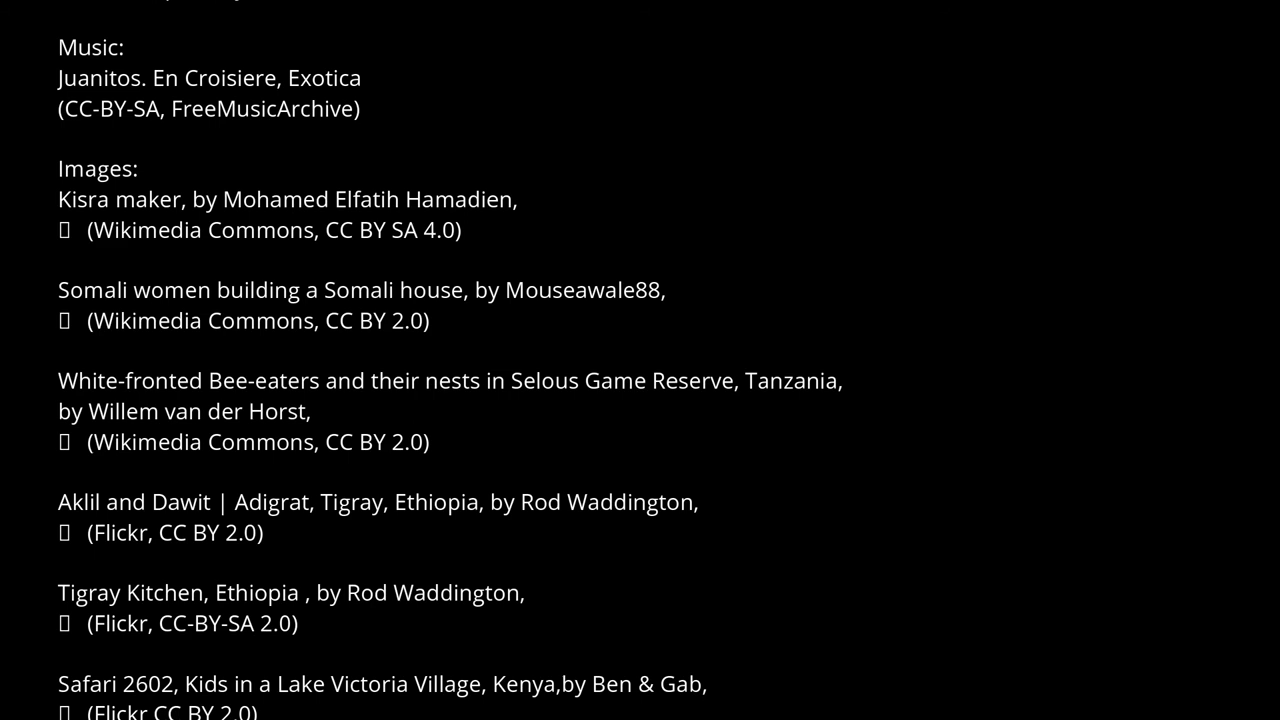 Music:
Juanitos. En Croisiere, Exotica
(CC-BY-SA, FreeMusicArchive)
Images:
Kisra maker, by Mohamed Elfatih Hamadien,
(Wikimedia Commons, CC BY SA 4.0)
Somali women building a Somali house, by Mouseawale88,
(Wikimedia Commons, CC BY 2.0)
White-fronted Bee-eaters and their nests in Selous Game Reserve, Tanzania,
by Willem van der Horst,
(Wikimedia Commons, CC BY 2.0)
Aklil and Dawit | Adigrat, Tigray, Ethiopia, by Rod Waddington,
(Flickr, CC BY 2.0)
Tigray Kitchen, Ethiopia , by Rod Waddington,
(Flickr, CC-BY-SA 2.0)
Safari 2602, Kids in a Lake Victoria Village, Kenya,by Ben & Gab,
(Flickr CC BY 2.0)